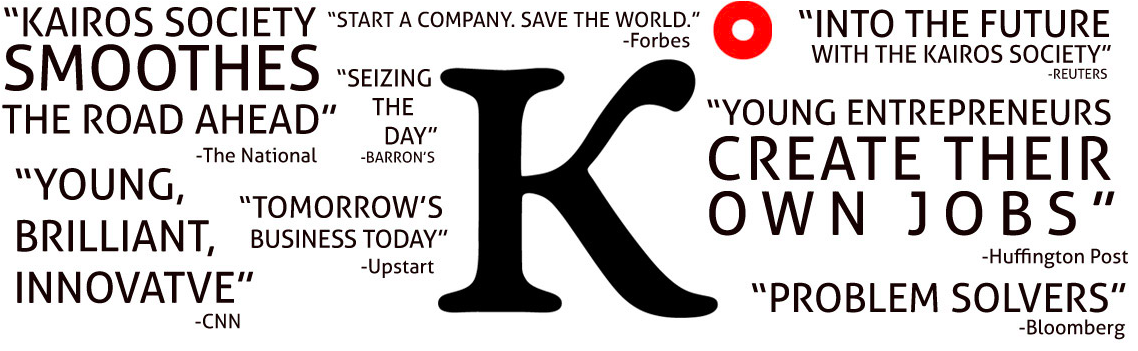 “KAIROS SOCIETY
SMOOTHES
THE ROAD AHEAD”
-The National
“START A COMPANY. SAVE THE WORLD.”
-Forbes
“SEIZING
THE
DAY”
-BARRON’S
“YOUNG,
BRILLIANT,
INNOVATVE”
-CNN
“TOMORROW’S
BUSINESS TODAY”
-Upstart
K
“INTO THE FUTURE
WITH THE KAIROS SOCIETY”
-REUTERS
“YOUNG ENTREPRENEURS
CREATE THEIR
OWN JOBS”
-Huffington Post
“PROBLEM SOLVERS”
-Bloomberg